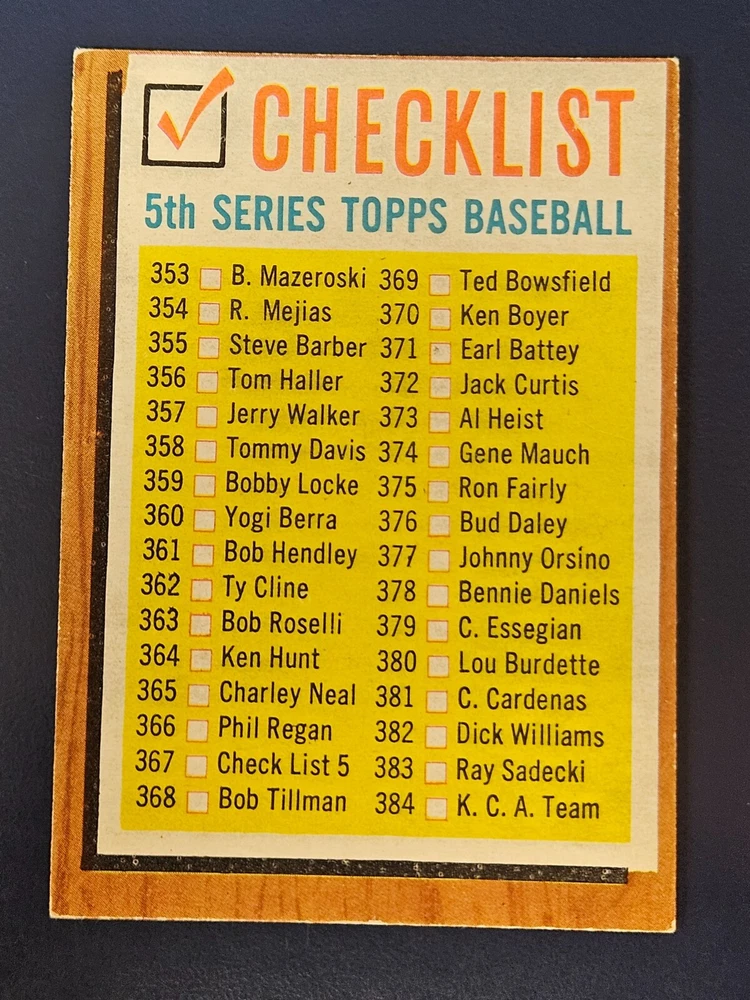 CHECKLIST
5th SERIES TOPPS BASEBALL
353 B. Mazeroski
354 R. Mejias
355 Steve Barber
356 Tom Haller
357 Jerry Walker
358 Tommy Davis
359 Bobby Locke
360 Yogi Berra
361 Bob Hendley
362 Ty Cline
363 Bob Roselli
364 Ken Hunt
365 Charley Neal
366 Phil Regan
367 Check List 5
368 Bob Tillman
369 Ted Bowsfield
370 Ken Boyer
371 Earl Battey
372 Jack Curtis
373 Al Heist
374 Gene Mauch
375 Ron Fairly
376 Bud Daley
377 Johnny Orsino
378 Bennie Daniels
379 C. Essegian
380 Lou Burdette
381 C. Cardenas
382 Dick Williams
383 Ray Sadecki
384 K. C. A. Team